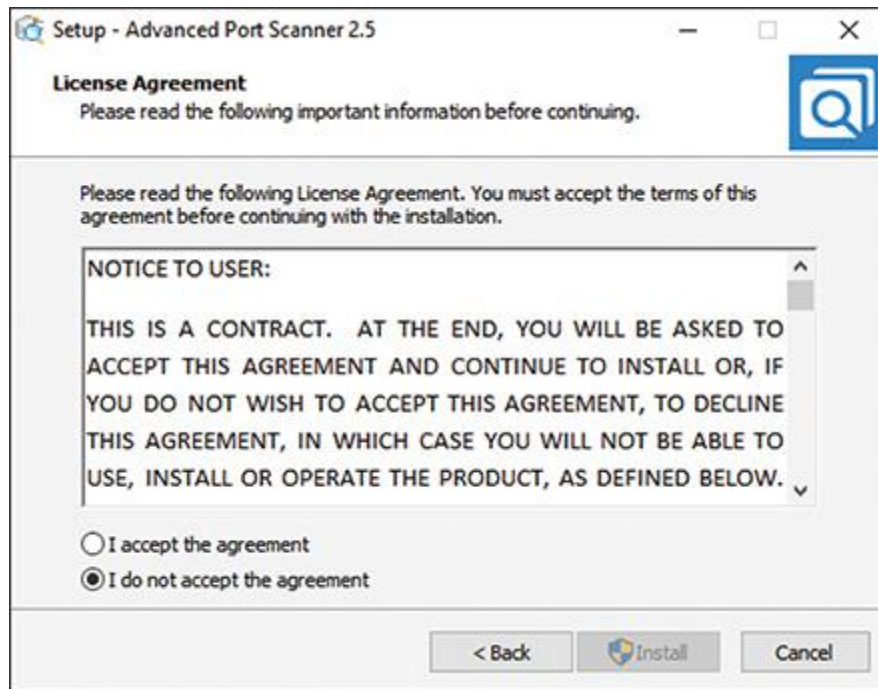 Setup - Advanced Port Scanner 2.5
License Agreement
Please read the following important information before continuing.
Please read the following License Agreement. You must accept the terms of this
agreement before continuing with the installation.
NOTICE TO USER:
THIS IS A CONTRACT. AT THE END, YOU WILL BE ASKED TO
ACCEPT THIS AGREEMENT AND CONTINUE TO INSTALL OR, IF
YOU DO NOT WISH TO ACCEPT THIS AGREEMENT, TO DECLINE
THIS AGREEMENT, IN WHICH CASE YOU WILL NOT BE ABLE TO
USE, INSTALL OR OPERATE THE PRODUCT, AS DEFINED BELOW.
I accept the agreement
I do not accept the agreement
< Back
Install
Cancel